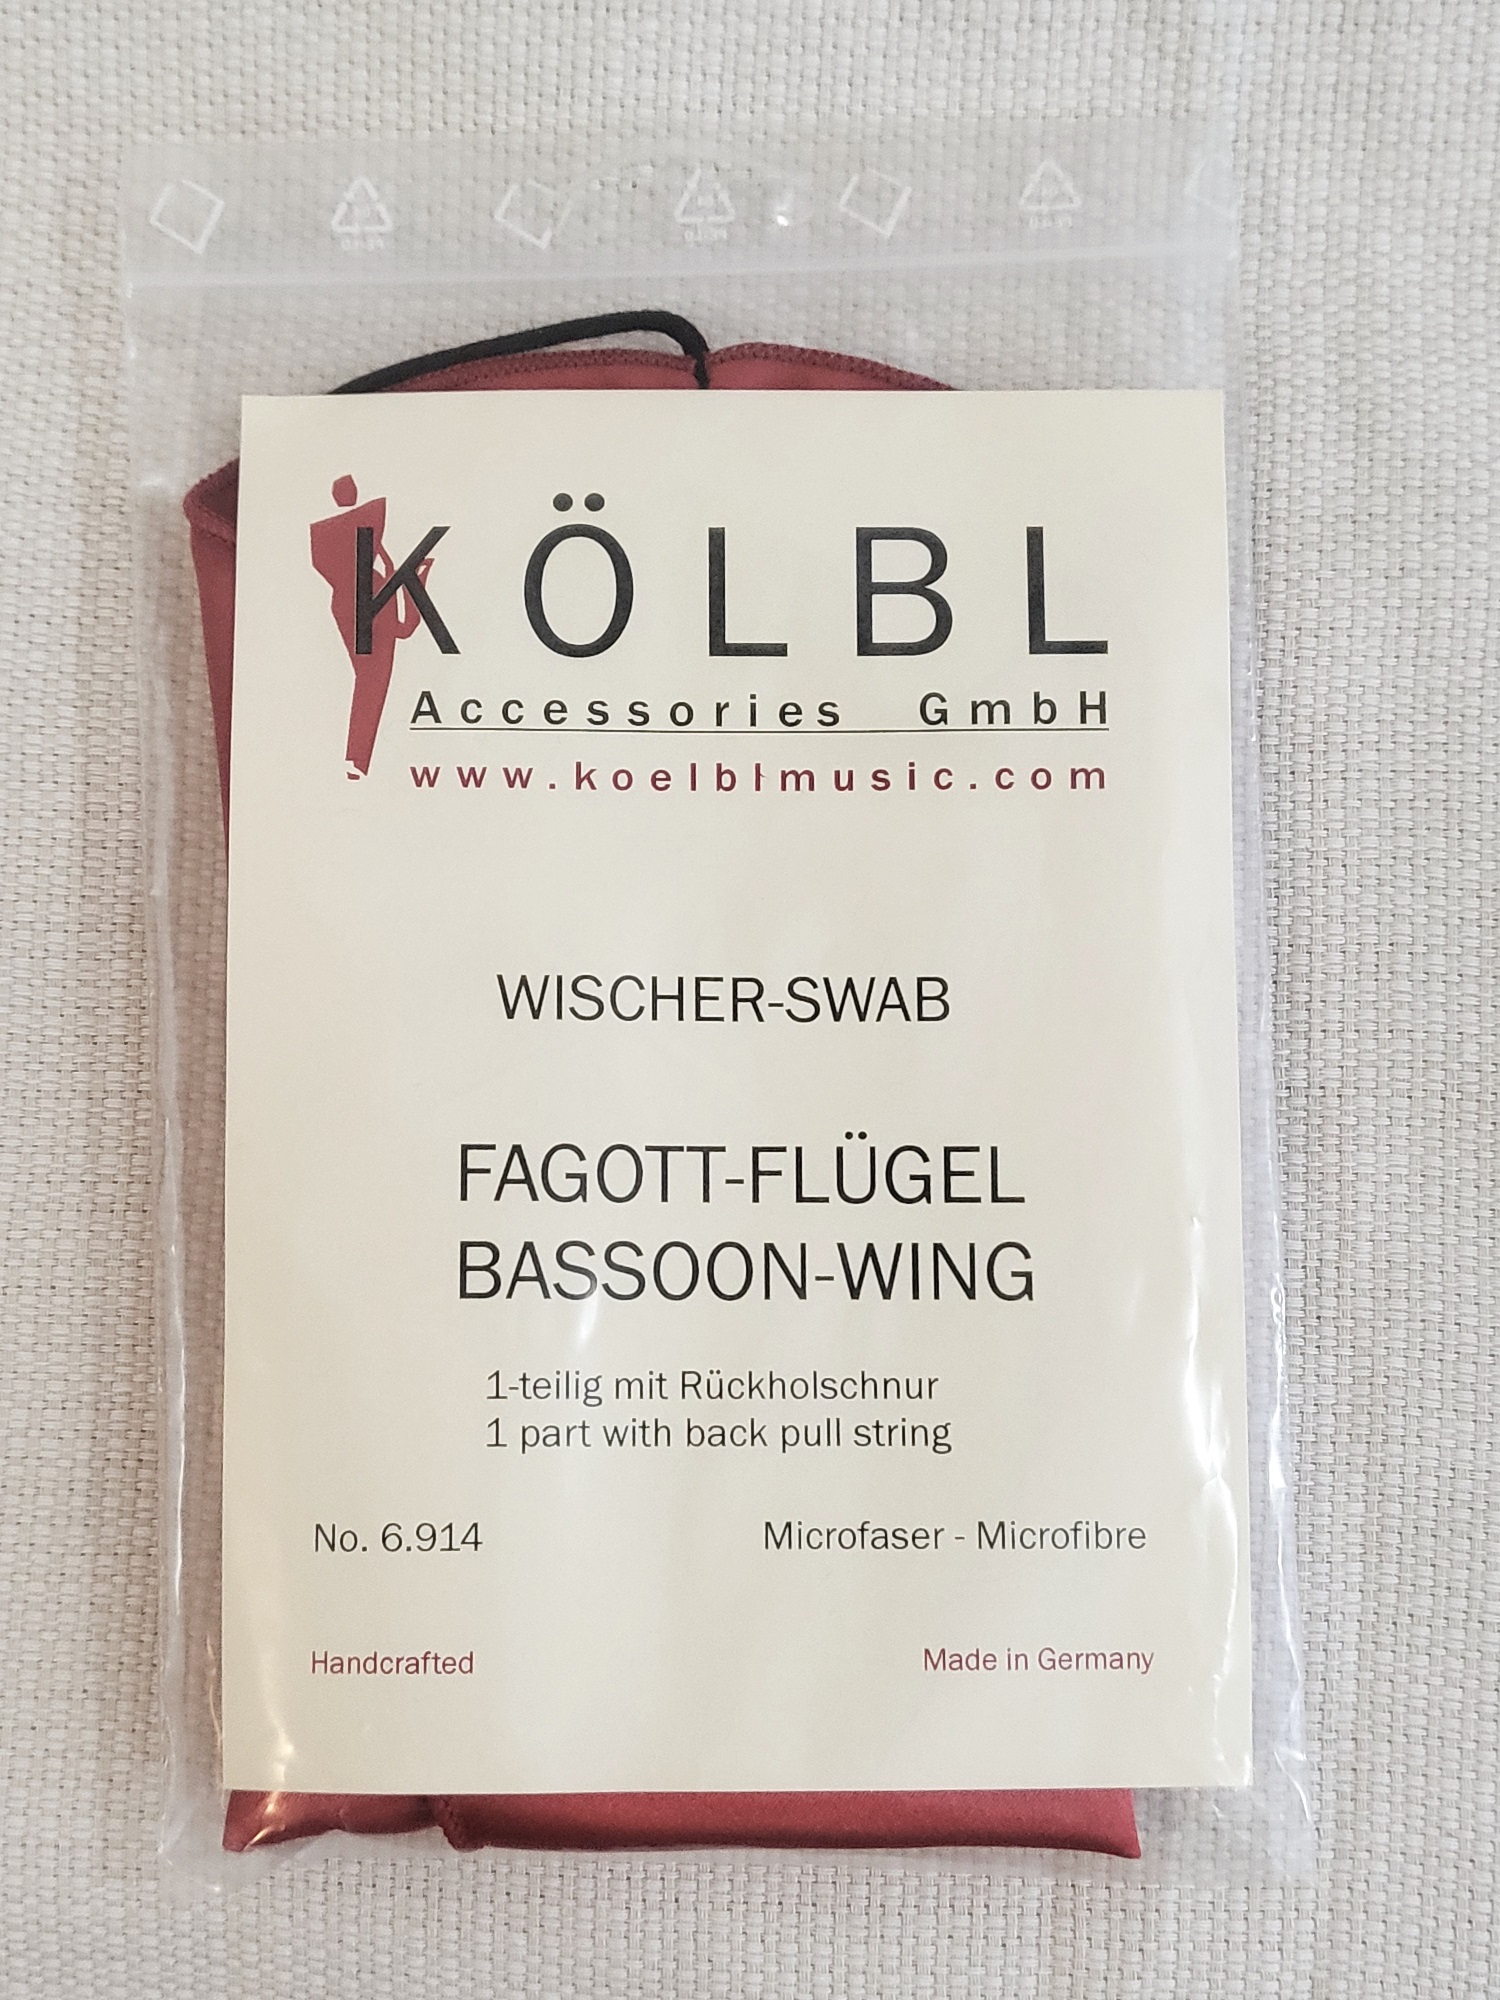 KÖLBL
Accessories GmbH
www.koelblmusic.com
WISCHER-SWAB
FAGOTT-FLÜGEL
BASSOON-WING
1-teilig mit Rückholschnur
1 part with back pull string
No. 6.914
Microfaser - Microfibre
Handcrafted
Made in Germany